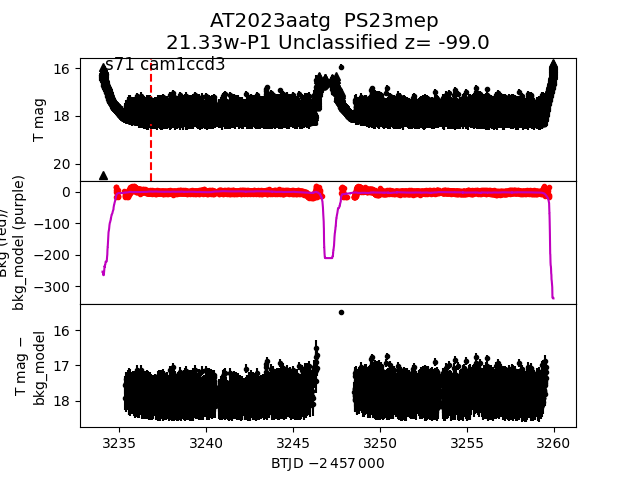 AT2023aatg  PS23mep
21.33w-P1 Unclassified z= -99.0
s71 cam1ccd3
16
18
20
T mag
0
−100
−200
−300
Bkg (red)/
bkg_model (purple)
16
17
18
T mag −
bkg_model
3235 3240 3245 3250 3255 3260
BTJD −2 457 000